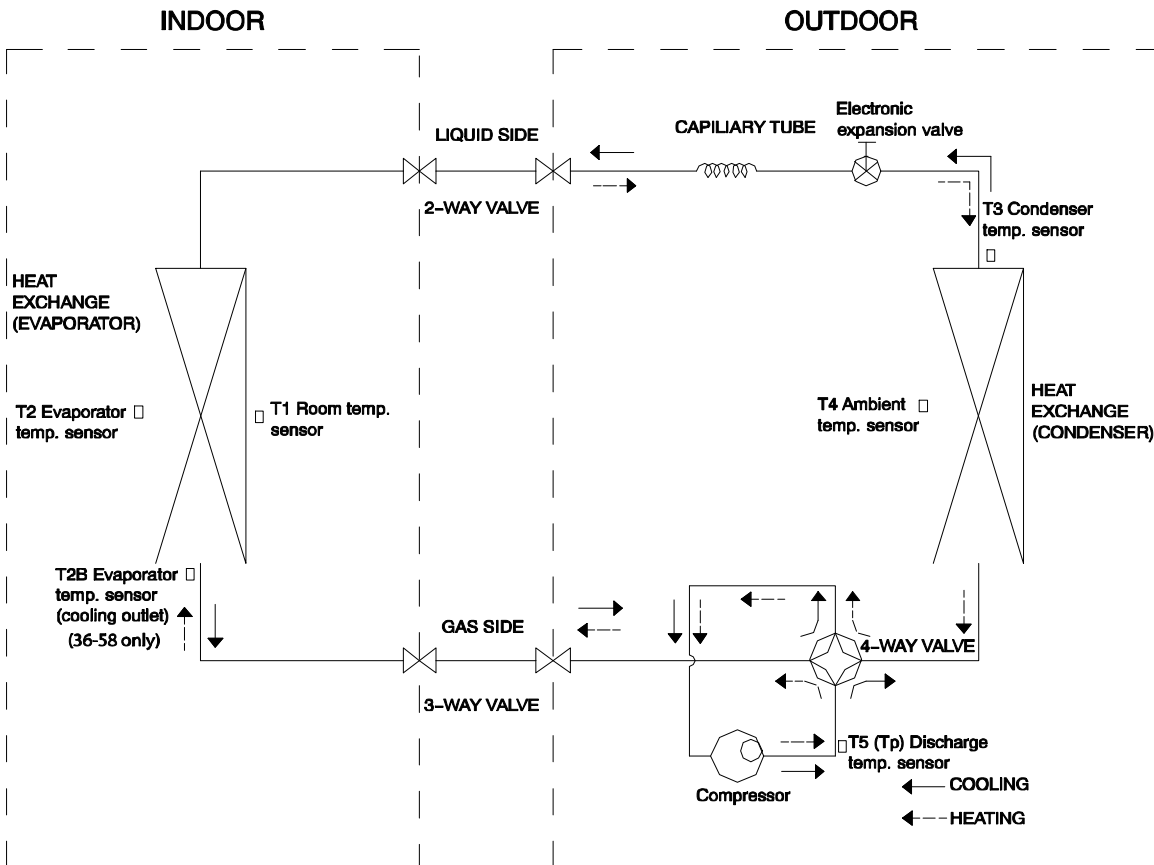 INDOOR
OUTDOOR
Electronic
expansion valve
CAPILIARY TUBE
LIQUID SIDE
2-WAY VALVE
T3 Condenser
temp. sensor
HEAT
EXCHANGE
(EVAPORATOR)
T2 Evaporator
temp. sensor
T1 Room temp.
sensor
T4 Ambient
temp. sensor
HEAT
EXCHANGE
(CONDENSER)
T2B Evaporator
temp. sensor
(cooling outlet)
(36-58 only)
GAS SIDE
3-WAY VALVE
4-WAY VALVE
T5 (Tp) Discharge
temp. sensor
Compressor
COOLING
HEATING